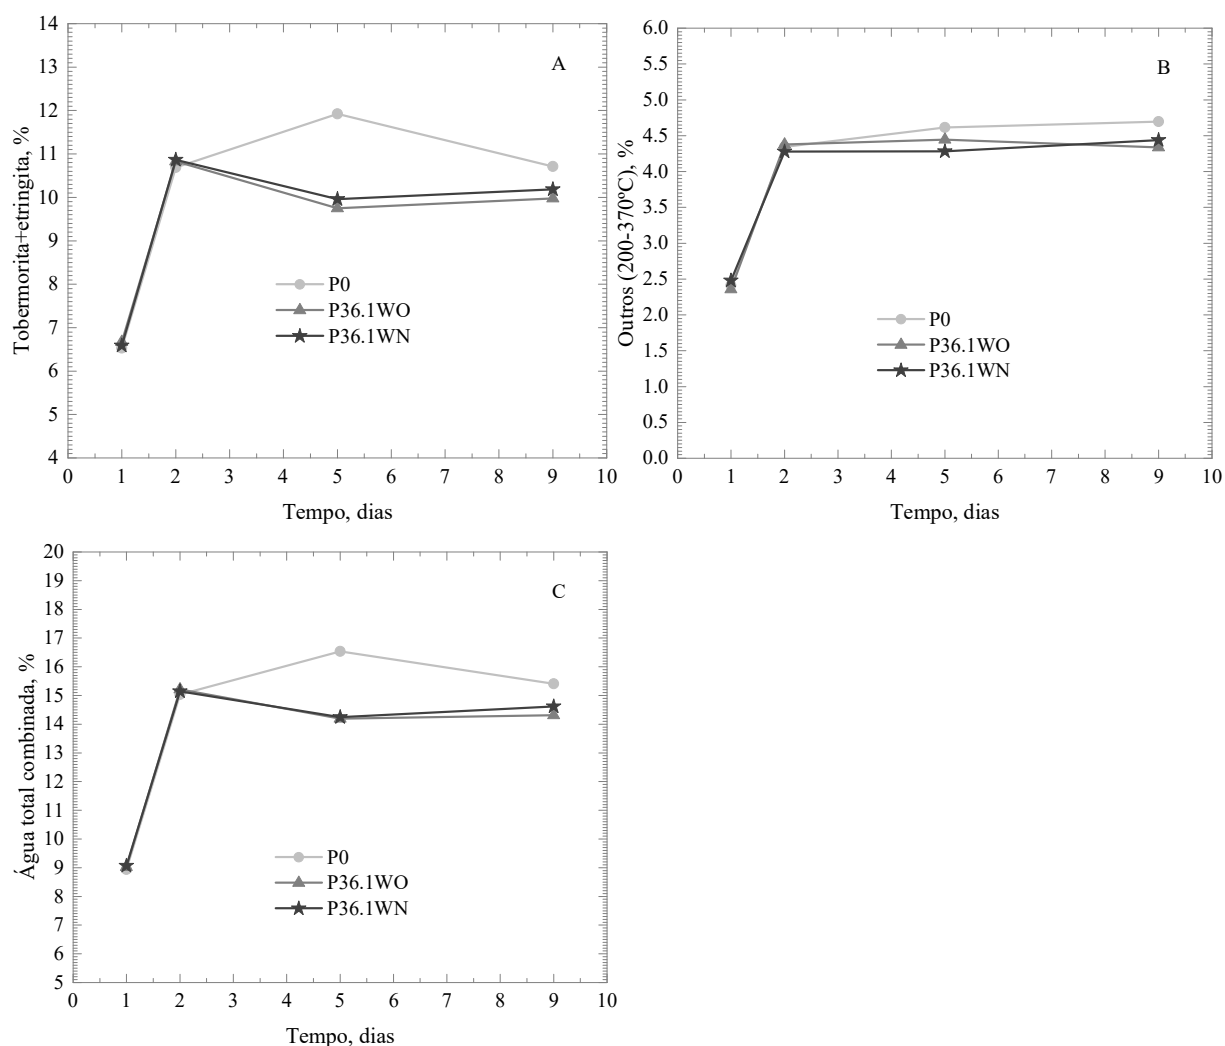 14
13
12
11
10
9
8
7
6
5
4
Tobermorita+etringita, %
A
P0
P36.1WO
P36.1WN
0 1 2 3 4 5 6 7 8 9 10
Tempo, dias
6.0
5.5
5.0
4.5
4.0
3.5
3.0
2.5
2.0
1.5
1.0
0.5
0.0
Outros (200-370ºC), %
B
P0
P36.1WO
P36.1WN
0 1 2 3 4 5 6 7 8 9 10
Tempo, dias
20
19
18
17
16
15
14
13
12
11
10
9
8
7
6
5
Água total combinada, %
C
P0
P36.1WO
P36.1WN
0 1 2 3 4 5 6 7 8 9 10
Tempo, dias